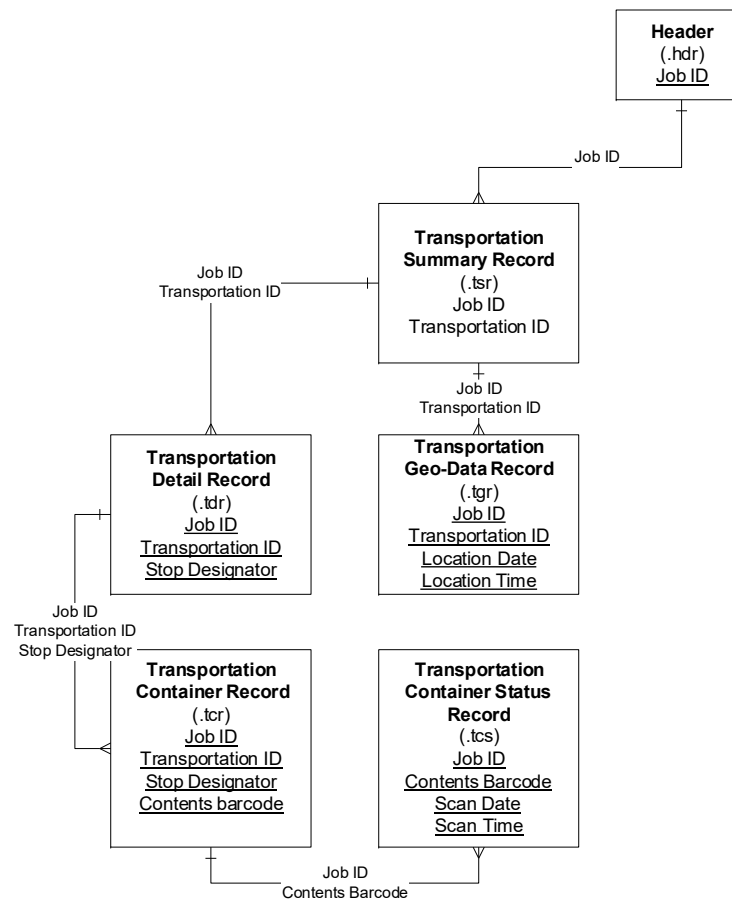 Header
(.hdr)
Job ID
Job ID
Transportation
Summary Record
(.tsr)
Job ID
Transportation ID
Job ID
Transportation ID
Job ID
Transportation ID
Transportation
Detail Record
(.tdr)
Job ID
Transportation ID
Stop Designator
Transportation
Geo-Data Record
(.tgr)
Job ID
Transportation ID
Location Date
Location Time
Job ID
Transportation ID
Stop Designator
Transportation
Container Record
(.tcr)
Job ID
Transportation ID
Stop Designator
Contents barcode
Transportation
Container Status
Record
(.tcs)
Job ID
Contents Barcode
Scan Date
Scan Time
Job ID
Contents Barcode